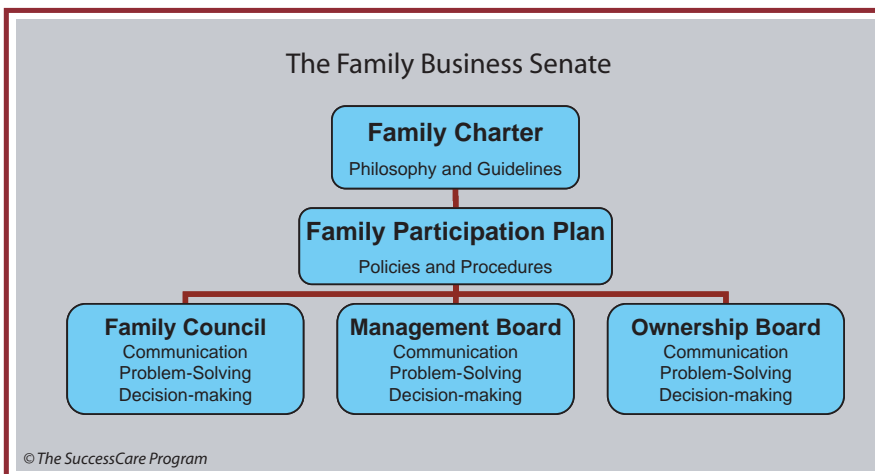 The Family Business Senate
Family Charter
Philosophy and Guidelines
Family Participation Plan
Policies and Procedures
Family Council
Communication
Problem-Solving
Decision-making
Management Board
Communication
Problem-Solving
Decision-making
Ownership Board
Communication
Problem-Solving
Decision-making
© The SuccessCare Program